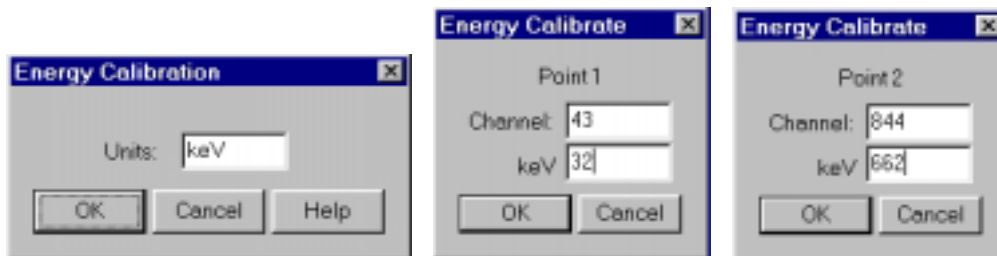 Energy Calibration
Units: keV
OK Cancel Help
Energy Calibrate
Point 1
Channel: 43
keV 32
OK Cancel
Energy Calibrate
Point 2
Channel: 844
keV 662
OK Cancel